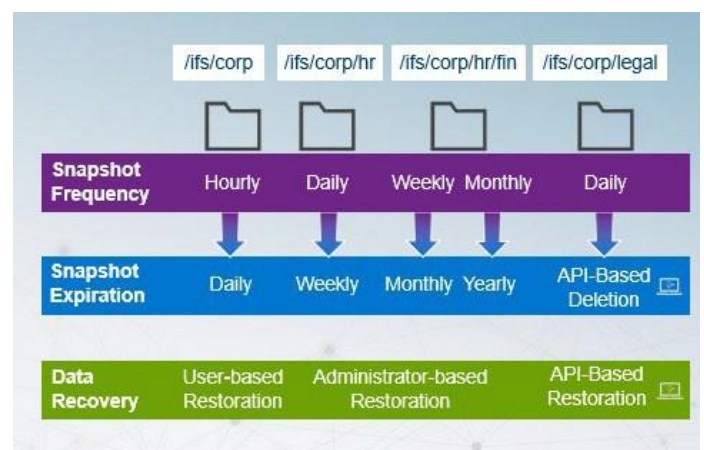 /ifs/corp /ifs/corp/hr /ifs/corp/hr/fin /ifs/corp/legal
Snapshot
Frequency
Hourly Daily Weekly Monthly Daily
Snapshot
Expiration
Daily Weekly Monthly Yearly
API-Based
Deletion
Data
Recovery
User-based
Restoration
Administrator-based
Restoration
API-Based
Restoration